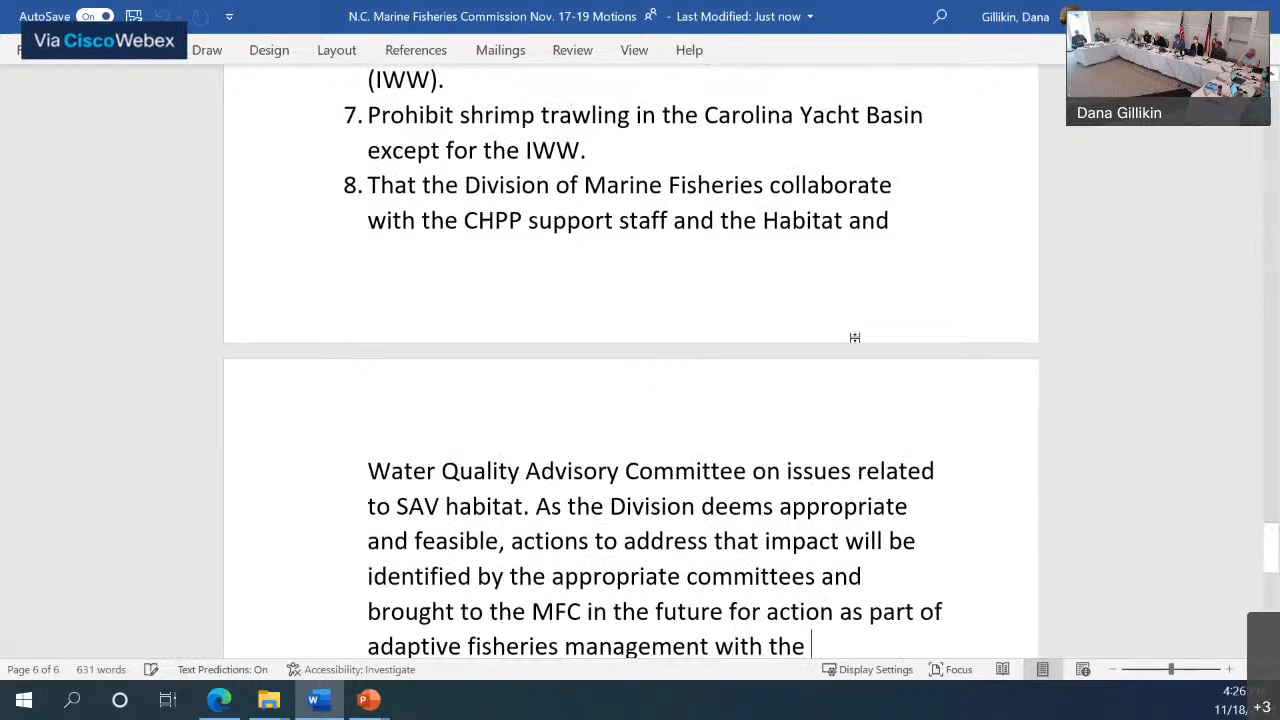 AutoSave On N.C. Marine Fisheries Commission Nov. 17-19 Motions - Last Modified: Just now Gillikin, Dana
Via Cisco Webex
Draw Design Layout References Mailings Review View Help
Dana Gillikin
(IWW).
7. Prohibit shrimp trawling in the Carolina Yacht Basin
except for the IWW.
8. That the Division of Marine Fisheries collaborate
with the CHPP support staff and the Habitat and
Water Quality Advisory Committee on issues related
to SAV habitat. As the Division deems appropriate
and feasible, actions to address that impact will be
identified by the appropriate committees and
brought to the MFC in the future for action as part of
adaptive fisheries management with the
Page 6 of 6 631 words Text Predictions: On Accessibility: Investigate Display Settings Focus
4:26
11/18/
+3